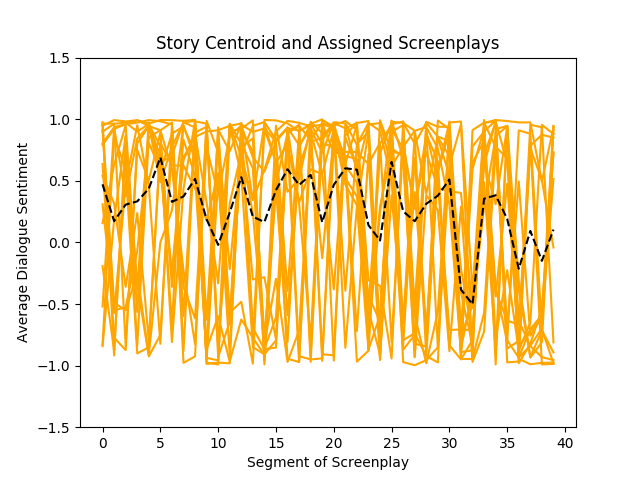 Story Centroid and Assigned Screenplays
1.5
1.0
0.5
0.0
−0.5
−1.0
−1.5
Average Dialogue Sentiment
0 5 10 15 20 25 30 35 40
Segment of Screenplay